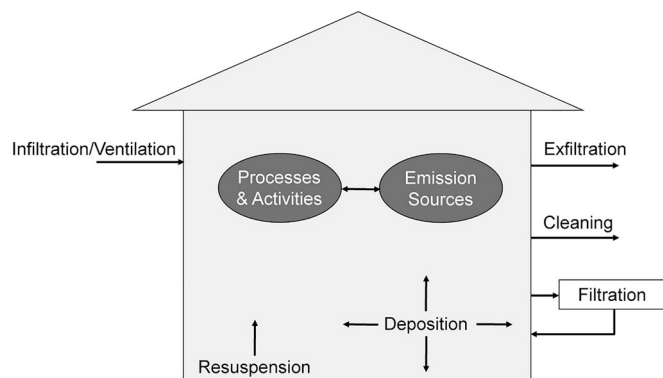 Infiltration/Ventilation
Processes
& Activities
Emission
Sources
Exfiltration
Cleaning
Filtration
Deposition
Resuspension